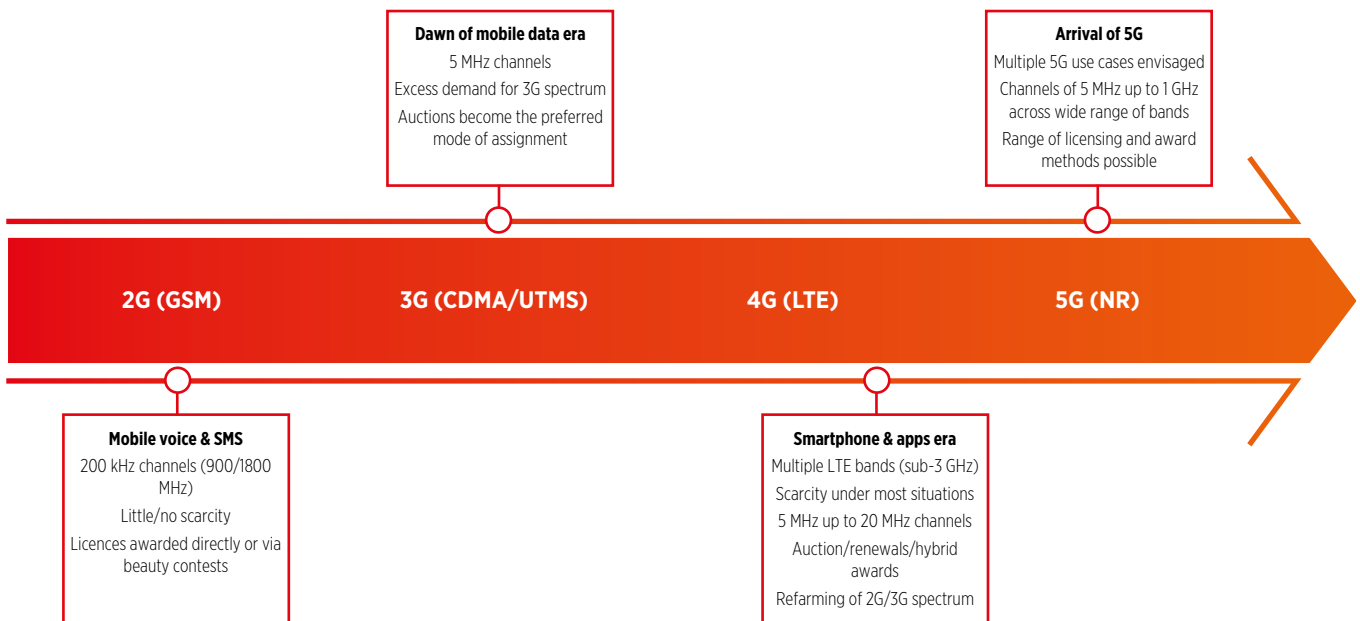 Dawn of mobile data era
5 MHz channels
Excess demand for 3G spectrum
Auctions become the preferred
mode of assignment
Arrival of 5G
Multiple 5G use cases envisaged
Channels of 5 MHz up to 1 GHz
across wide range of bands
Range of licensing and award
methods possible
2G (GSM)
3G (CDMA/UTMS)
4G (LTE)
5G (NR)
Mobile voice & SMS
200 kHz channels (900/1800
MHz)
Little/no scarcity
Licences awarded directly or via
beauty contests
Smartphone & apps era
Multiple LTE bands (sub-3 GHz)
Scarcity under most situations
5 MHz up to 20 MHz channels
Auction/renewals/hybrid
awards
Refarming of 2G/3G spectrum